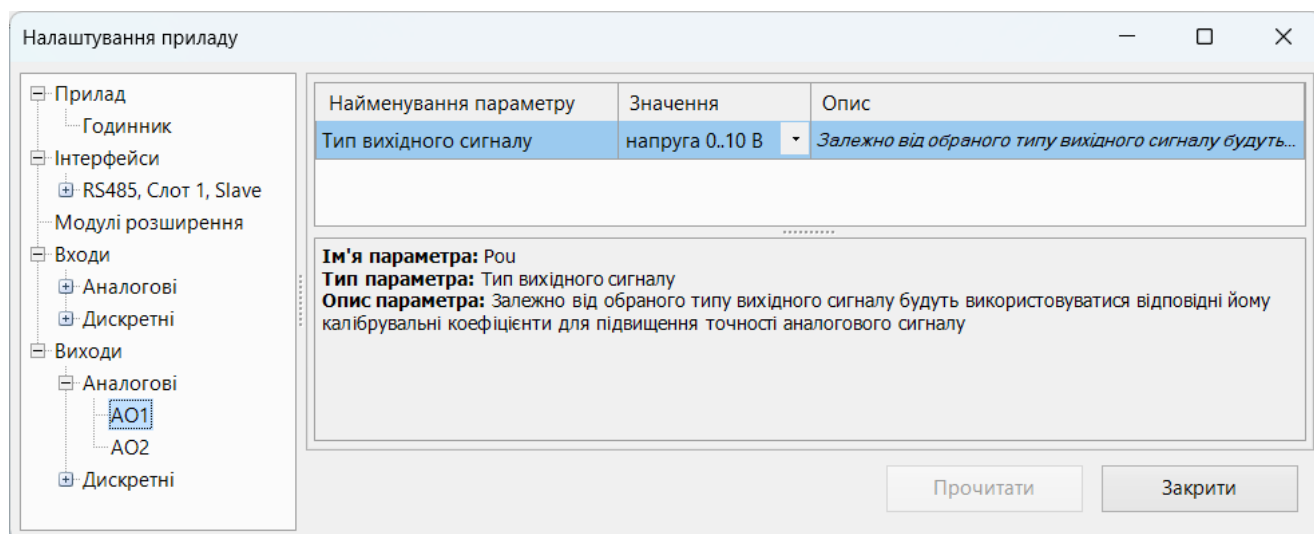 Налаштування приладу
Прилад
Годинник
Інтерфейси
RS485, Слот 1, Slave
Модулі розширення
Входи
Аналогові
Дискретні
Виходи
Аналогові
AO1
AO2
Дискретні
Найменування параметру Значення Опис
Тип вихідного сигналу напруга 0..10 В Залежно від обраного типу вихідного сигналу будуть...
Ім'я параметра: Pou
Тип параметра: Тип вихідного сигналу
Опис параметра: Залежно від обраного типу вихідного сигналу будуть використовуватися відповідні йому
калібрувальні коефіцієнти для підвищення точності аналогового сигналу
Прочитати Закрити